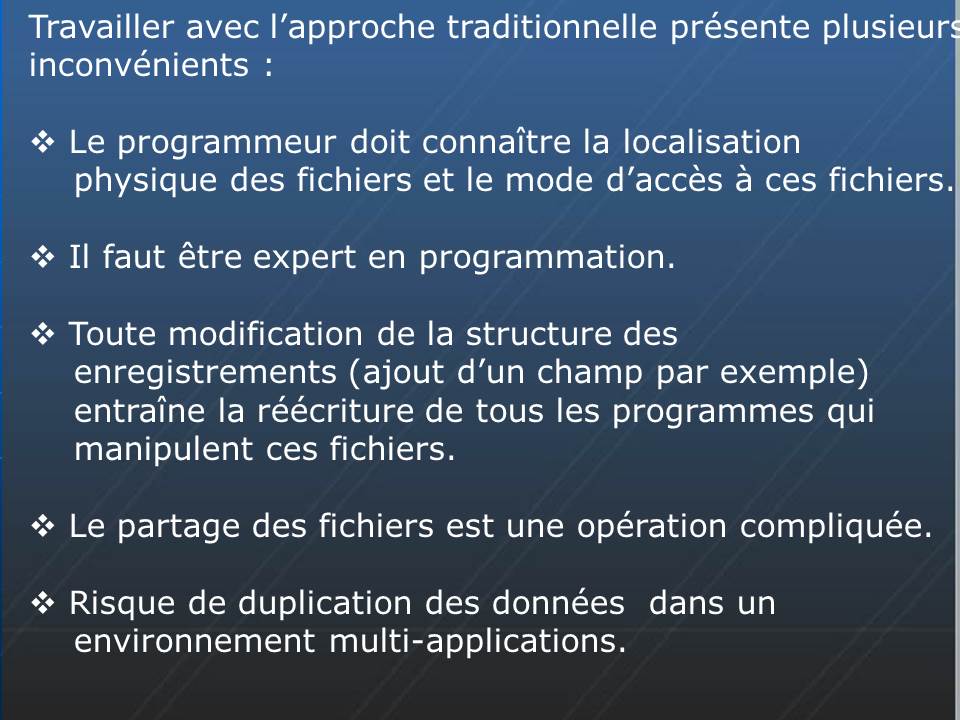 Travailler avec l’approche traditionnelle présente plusieurs
inconvénients :
❖ Le programmeur doit connaître la localisation
physique des fichiers et le mode d’accès à ces fichiers.
❖ Il faut être expert en programmation.
❖ Toute modification de la structure des
enregistrements (ajout d’un champ par exemple)
entraîne la réécriture de tous les programmes qui
manipulent ces fichiers.
❖ Le partage des fichiers est une opération compliquée.
❖ Risque de duplication des données  dans un
environnement multi-applications.